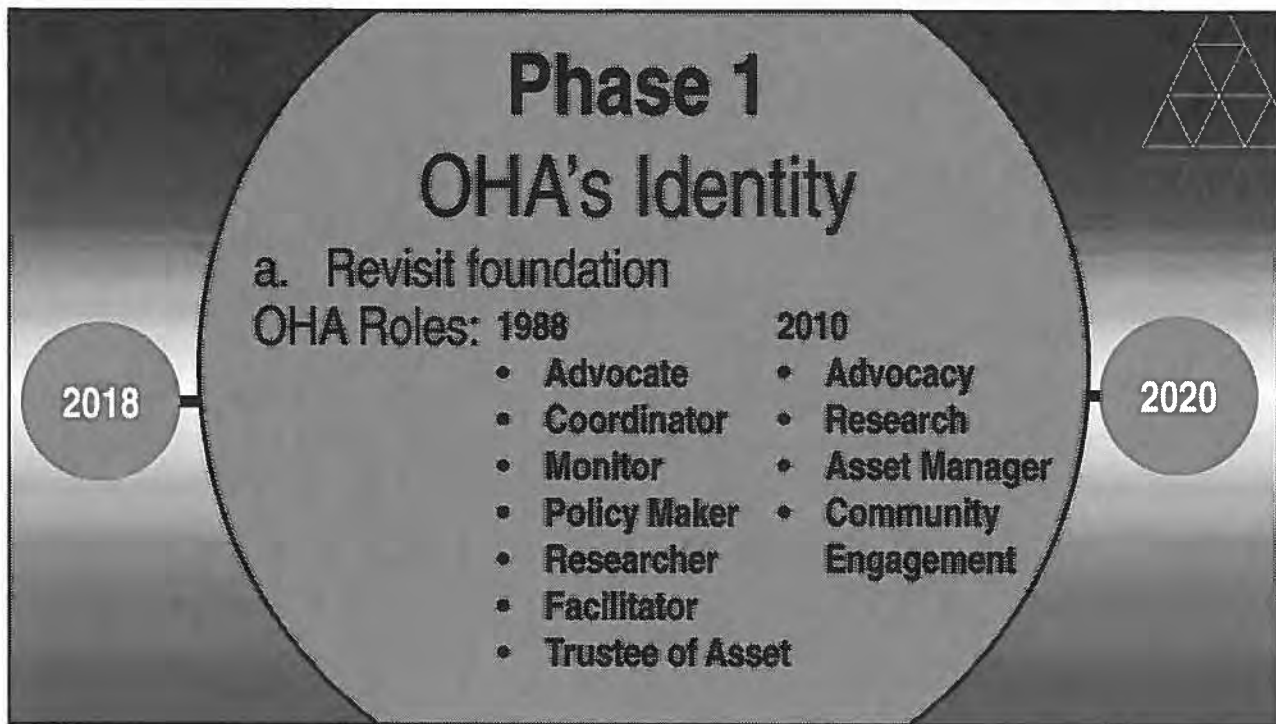 Phase 1
OHA's Identity
a. Revisit foundation
OHA Roles: 1988 2010
• Advocate • Advocacy
• Coordinator • Research
• Monitor • Asset Manager
• Policy Maker • Community
• Researcher Engagement
• Facilitator
• Trustee of Asset
2018
2020